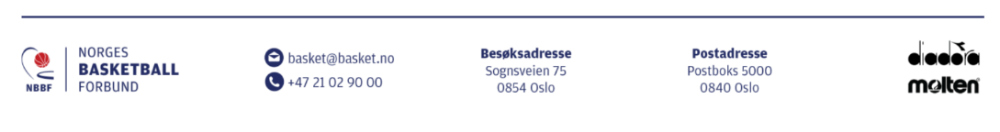 NBBF
NORGES
BASKETBALL
FORBUND
basket@basket.no
+47 21 02 90 00
Besøksadresse
Sognsveien 75
0854 Oslo
Postadresse
Postboks 5000
0840 Oslo
diadora
molten